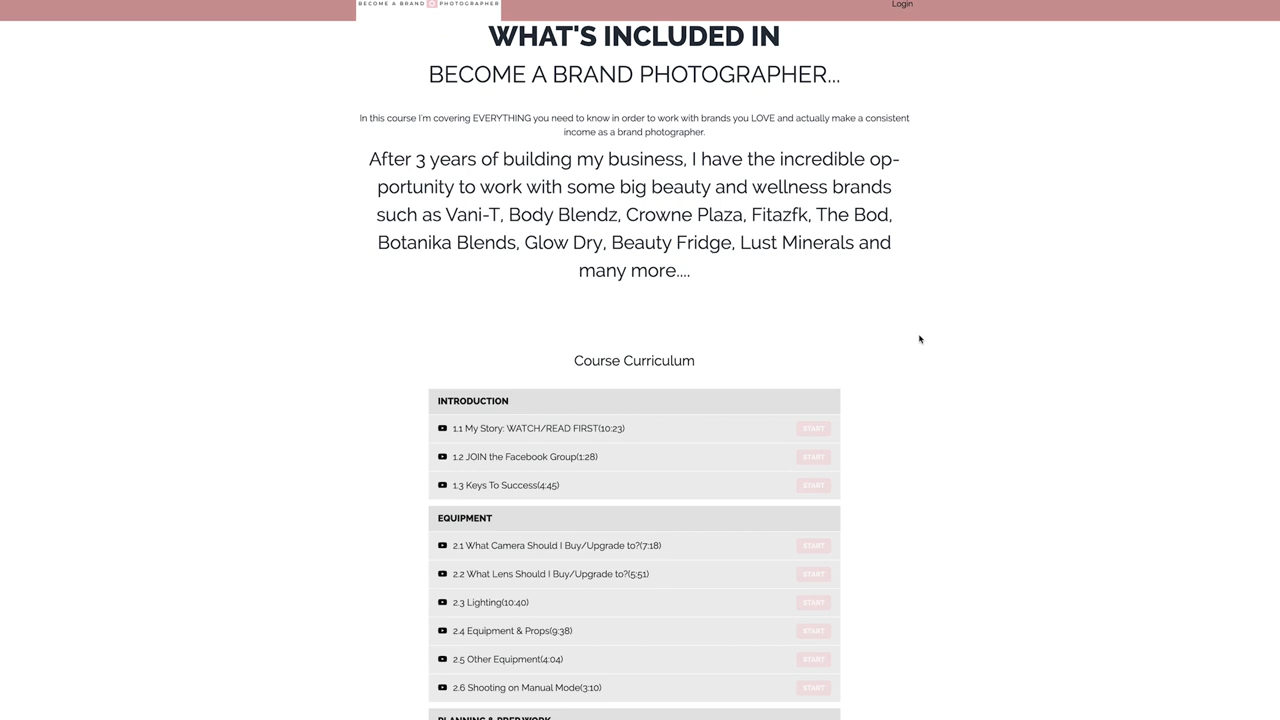 BECOME A BRAND PHOTOGRAPHER
Login
WHAT'S INCLUDED IN
BECOME A BRAND PHOTOGRAPHER...
In this course I'm covering EVERYTHING you need to know in order to work with brands you LOVE and actually make a consistent
income as a brand photographer.
After 3 years of building my business, I have the incredible op-
portunity to work with some big beauty and wellness brands
such as Vani-T, Body Blendz, Crowne Plaza, Fitazfk, The Bod,
Botanika Blends, Glow Dry, Beauty Fridge, Lust Minerals and
many more....
Course Curriculum
INTRODUCTION
1.1 My Story: WATCH/READ FIRST(10:23) START
1.2 JOIN the Facebook Group(1:28) START
1.3 Keys To Success(4:45) START
EQUIPMENT
2.1 What Camera Should I Buy/Upgrade to?(7:18) START
2.2 What Lens Should I Buy/Upgrade to?(5:51) START
2.3 Lighting(10:40) START
2.4 Equipment & Props(9:38) START
2.5 Other Equipment(4:04) START
2.6 Shooting on Manual Mode(3:10) START
PLANNING & PREP WORK